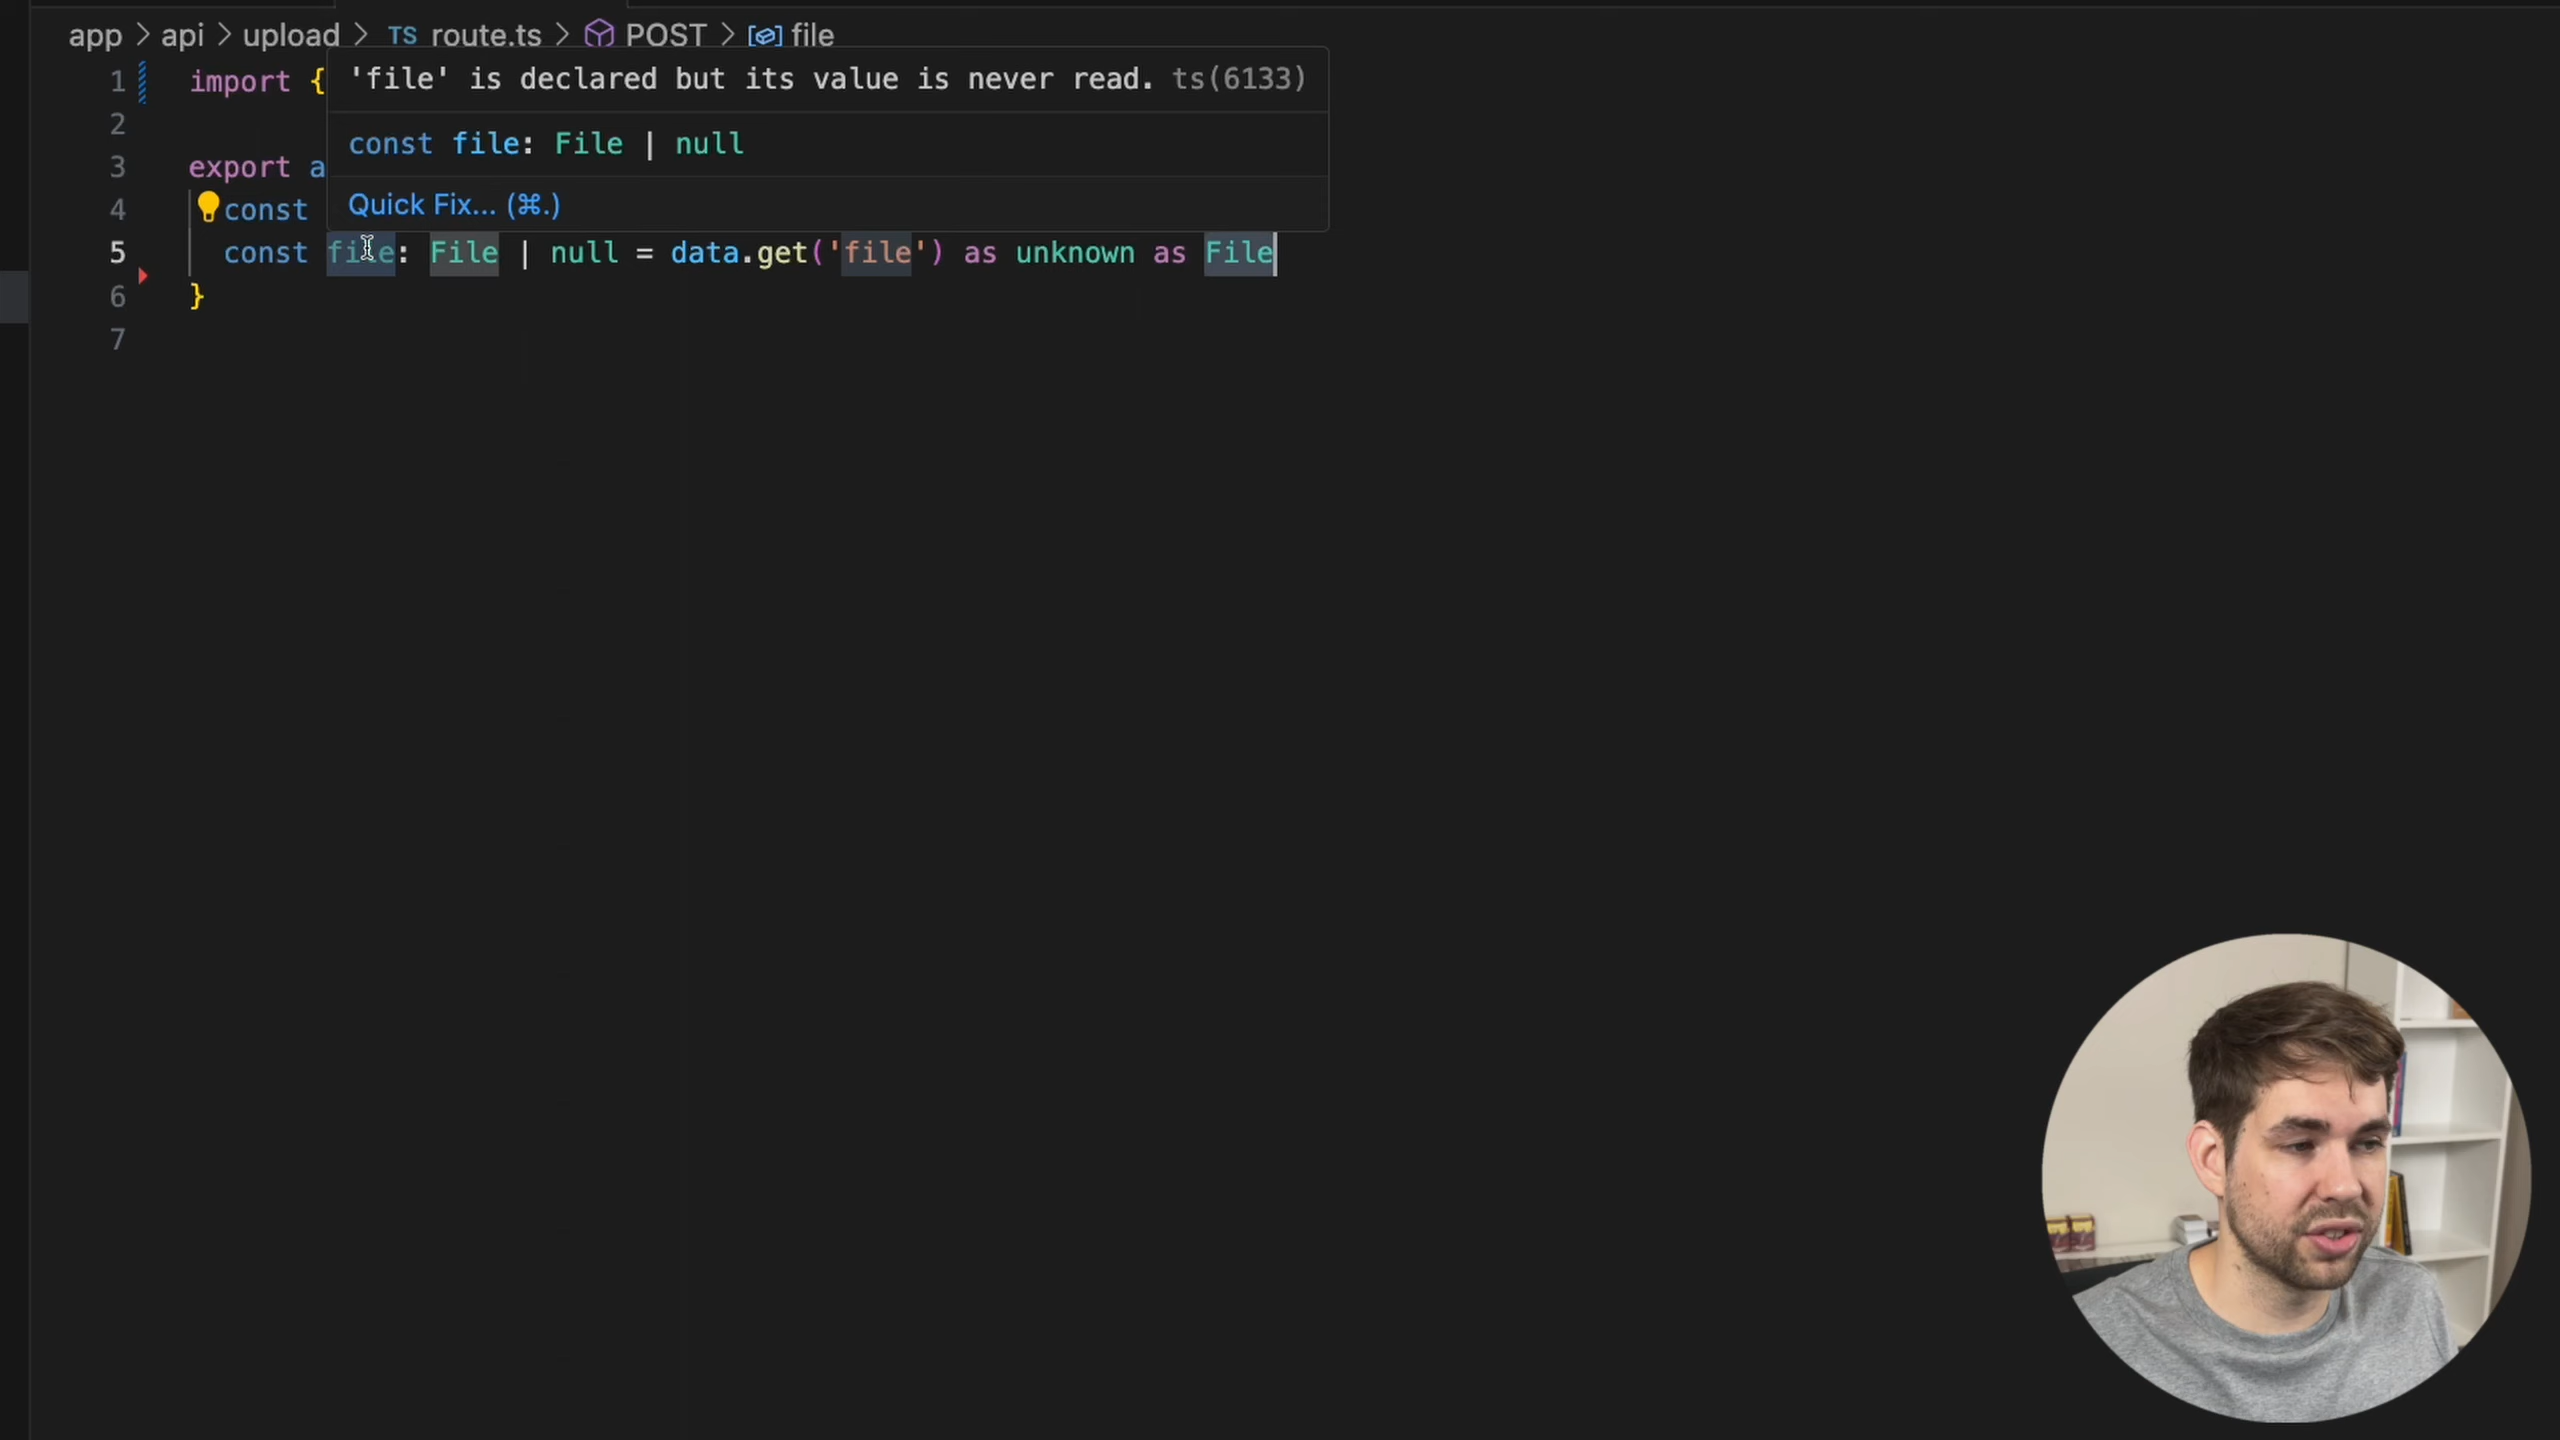 app > api > upload > TS route.ts > POST > file
1 import {
'file' is declared but its value is never read. ts(6133)
2
const file: File | null
3 export a
Quick Fix... (⌘.)
4 const
5 const file: File | null = data.get('file') as unknown as File
6 }
7